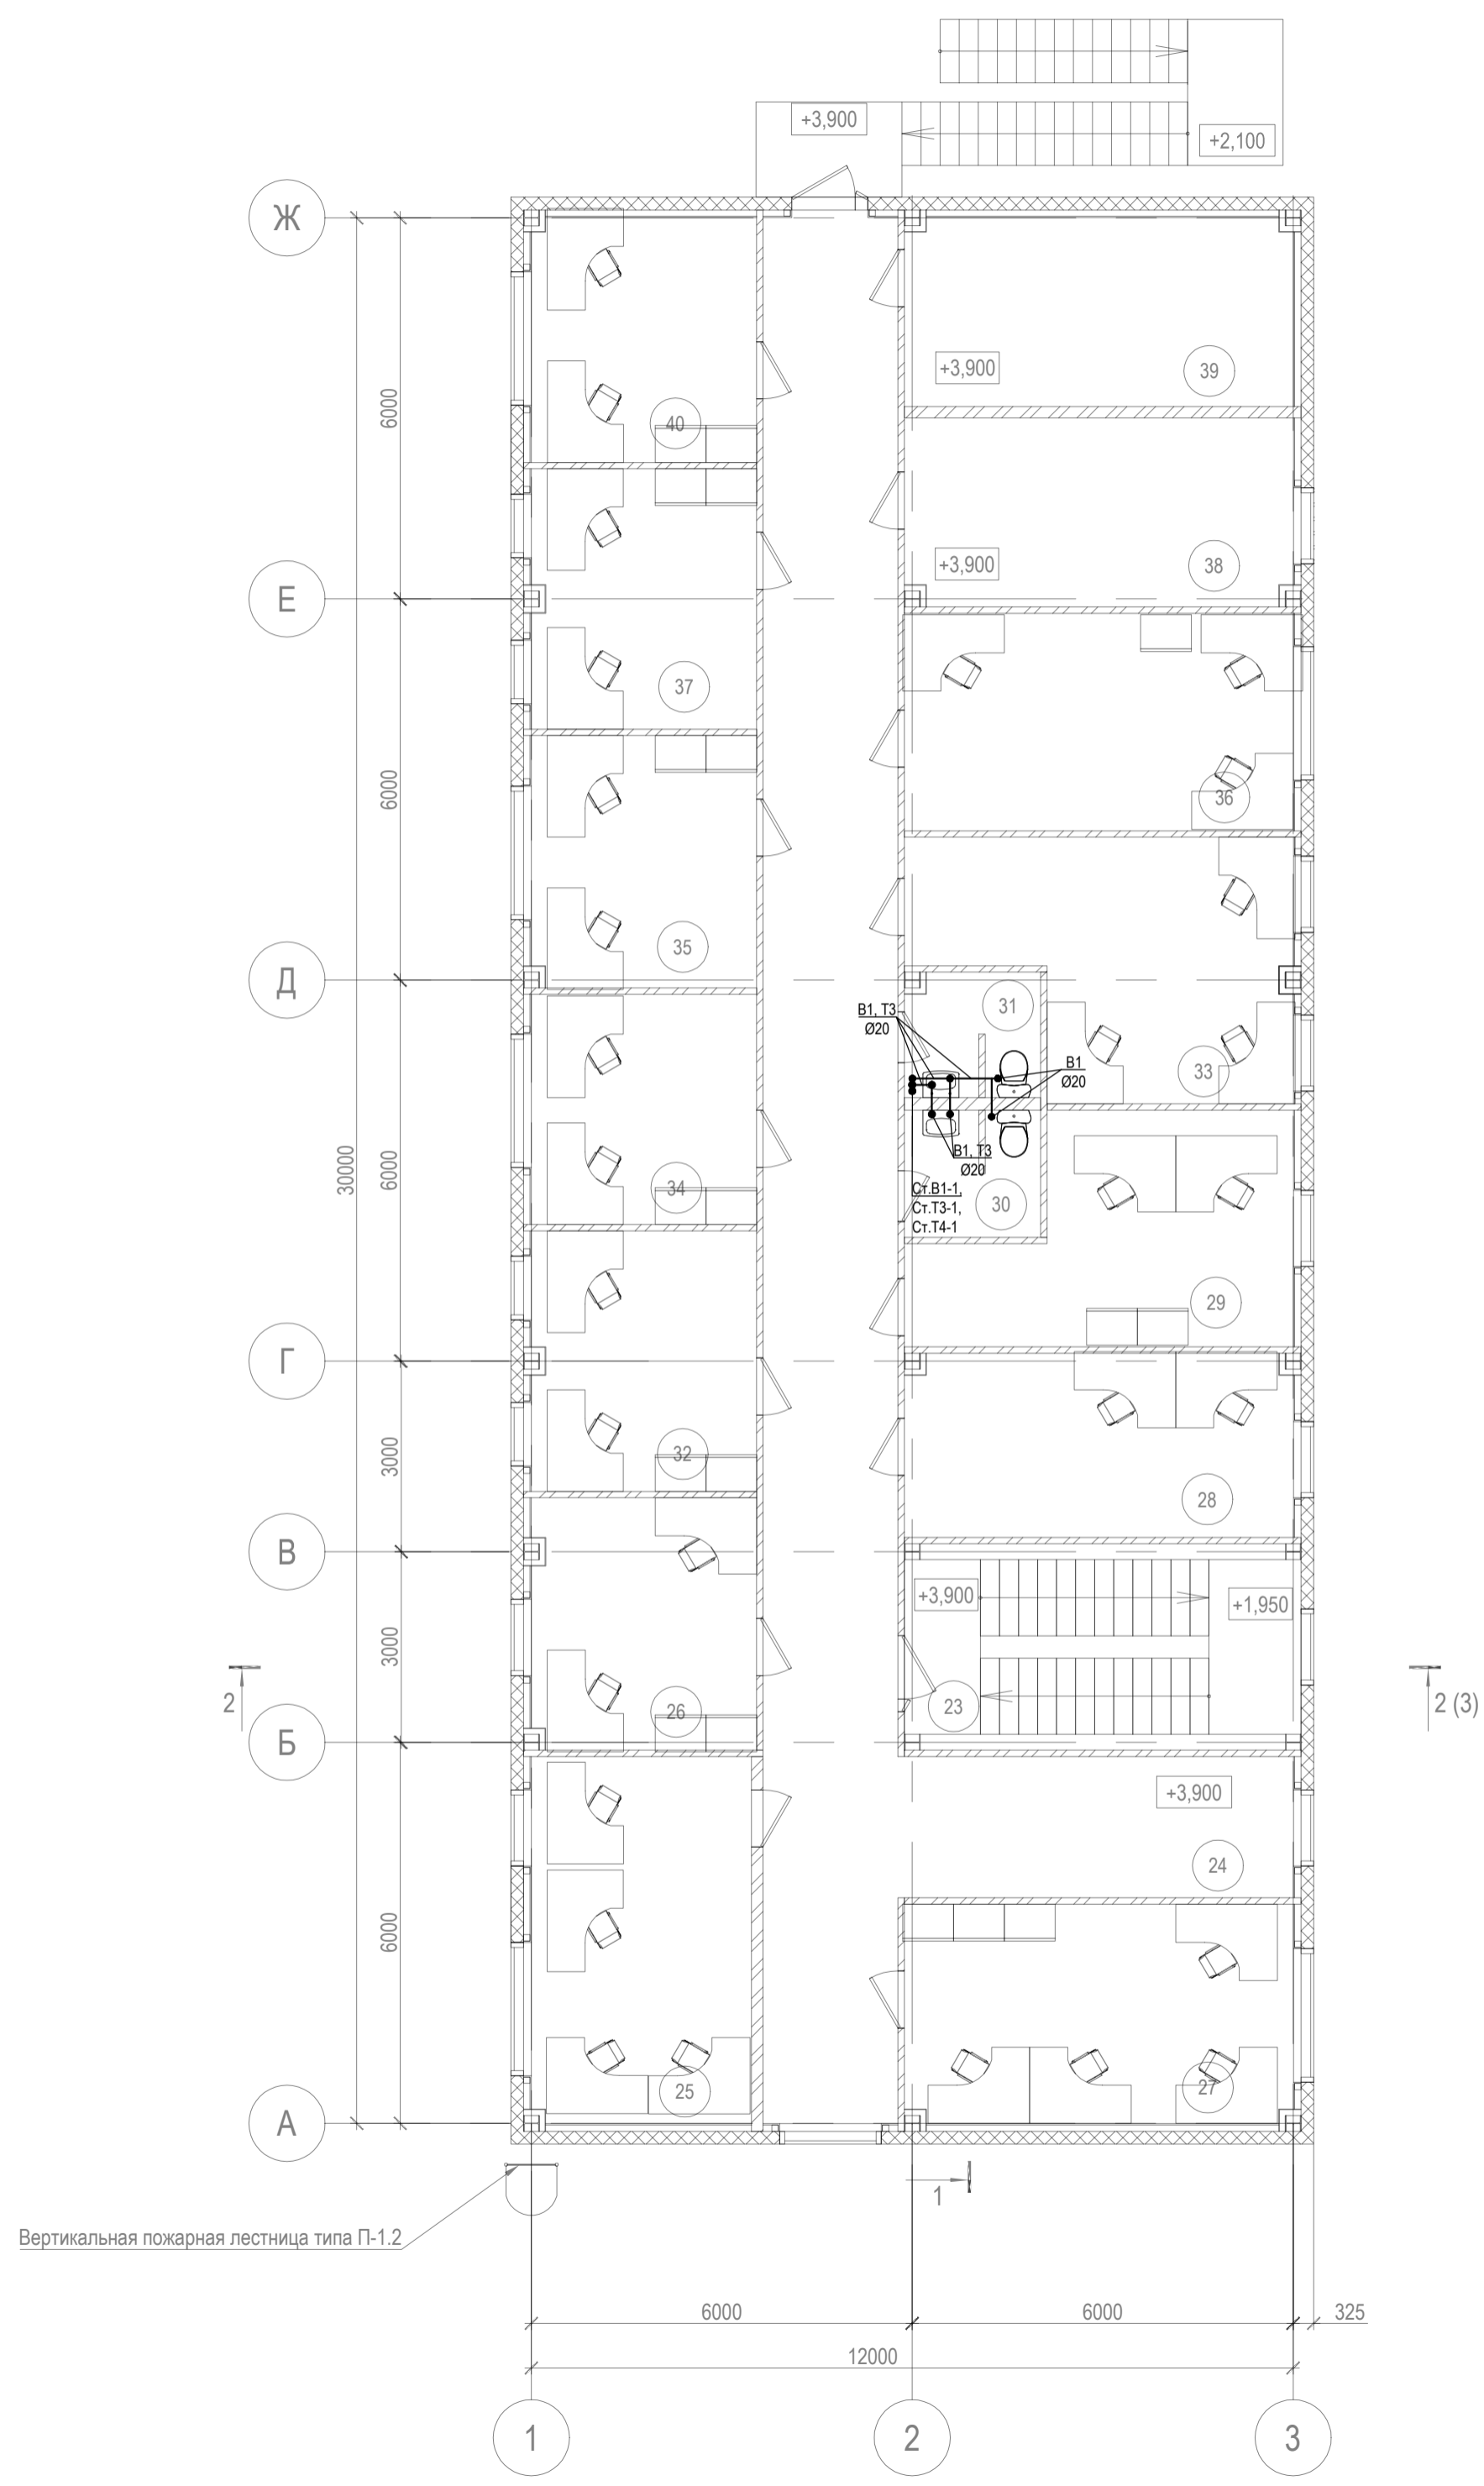 +3,900
+2,100
Ж
39
+3,900
6000
40
+3,900
38
Е
37
36
6000
35
Д
31
В1, Т3
Ø20
В1
Ø20
33
30000
6000
В1, Т3
Ø20
34
Ст.В1-1,
Ст.Т3-1,
Ст.Т4-1
30
29
Г
3000
32
28
В
+3,900
+1,950
3000
2
26
23
2 (3)
Б
+3,900
24
6000
25
27
А
1
Вертикальная пожарная лестница типа П-1.2
6000
6000
325
12000
1
2
3